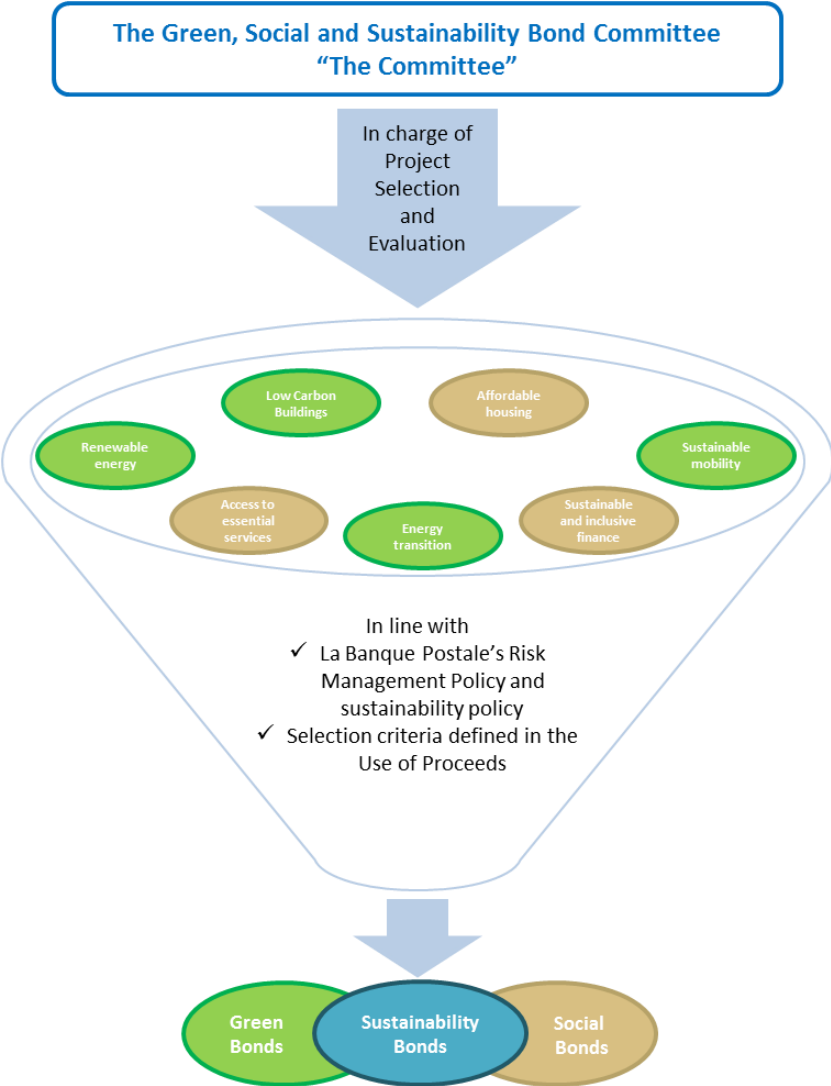 The Green, Social and Sustainability Bond Committee
“The Committee”
In charge of
Project
Selection
and
Evaluation
Low Carbon
Buildings
Affordable
housing
Renewable
energy
Sustainable
mobility
Access to
essential
services
Energy
transition
Sustainable
and inclusive
finance
In line with
✓ La Banque Postale’s Risk
Management Policy and
sustainability policy
✓ Selection criteria defined in the
Use of Proceeds
Green
Bonds
Sustainability
Bonds
Social
Bonds